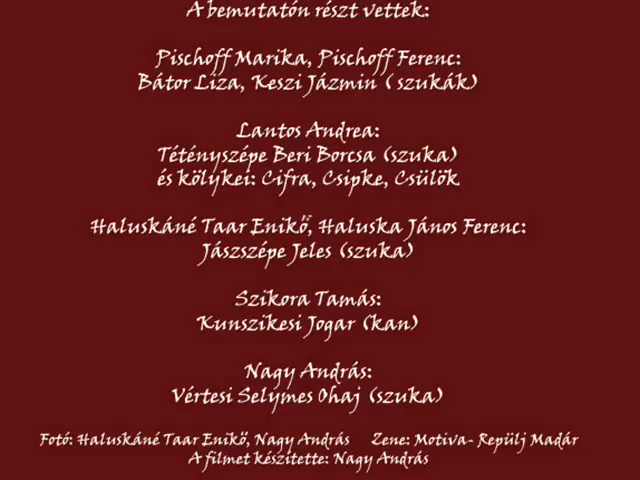 A bemutatón részt vettek:
Pischoff Marika, Pischoff Ferenc:
Bátor Liza, Keszi Jázmin ( szukák)
Lantos Andrea:
Tétényszépe Beri Borcsa (szuka)
és kölykei: Cifra, Csipke, Csülök
Haluskáné Taar Enikő, Haluska János Ferenc:
Jászszépe Jeles (szuka)
Szikora Tamás:
Kunszikesi Jogar (kan)
Nagy András:
Vértesi Selymes Ohaj (szuka)
Fotó: Haluskáné Taar Enikő, Nagy András Zene: Motiva- Repülj Madár
A filmet készítette: Nagy András